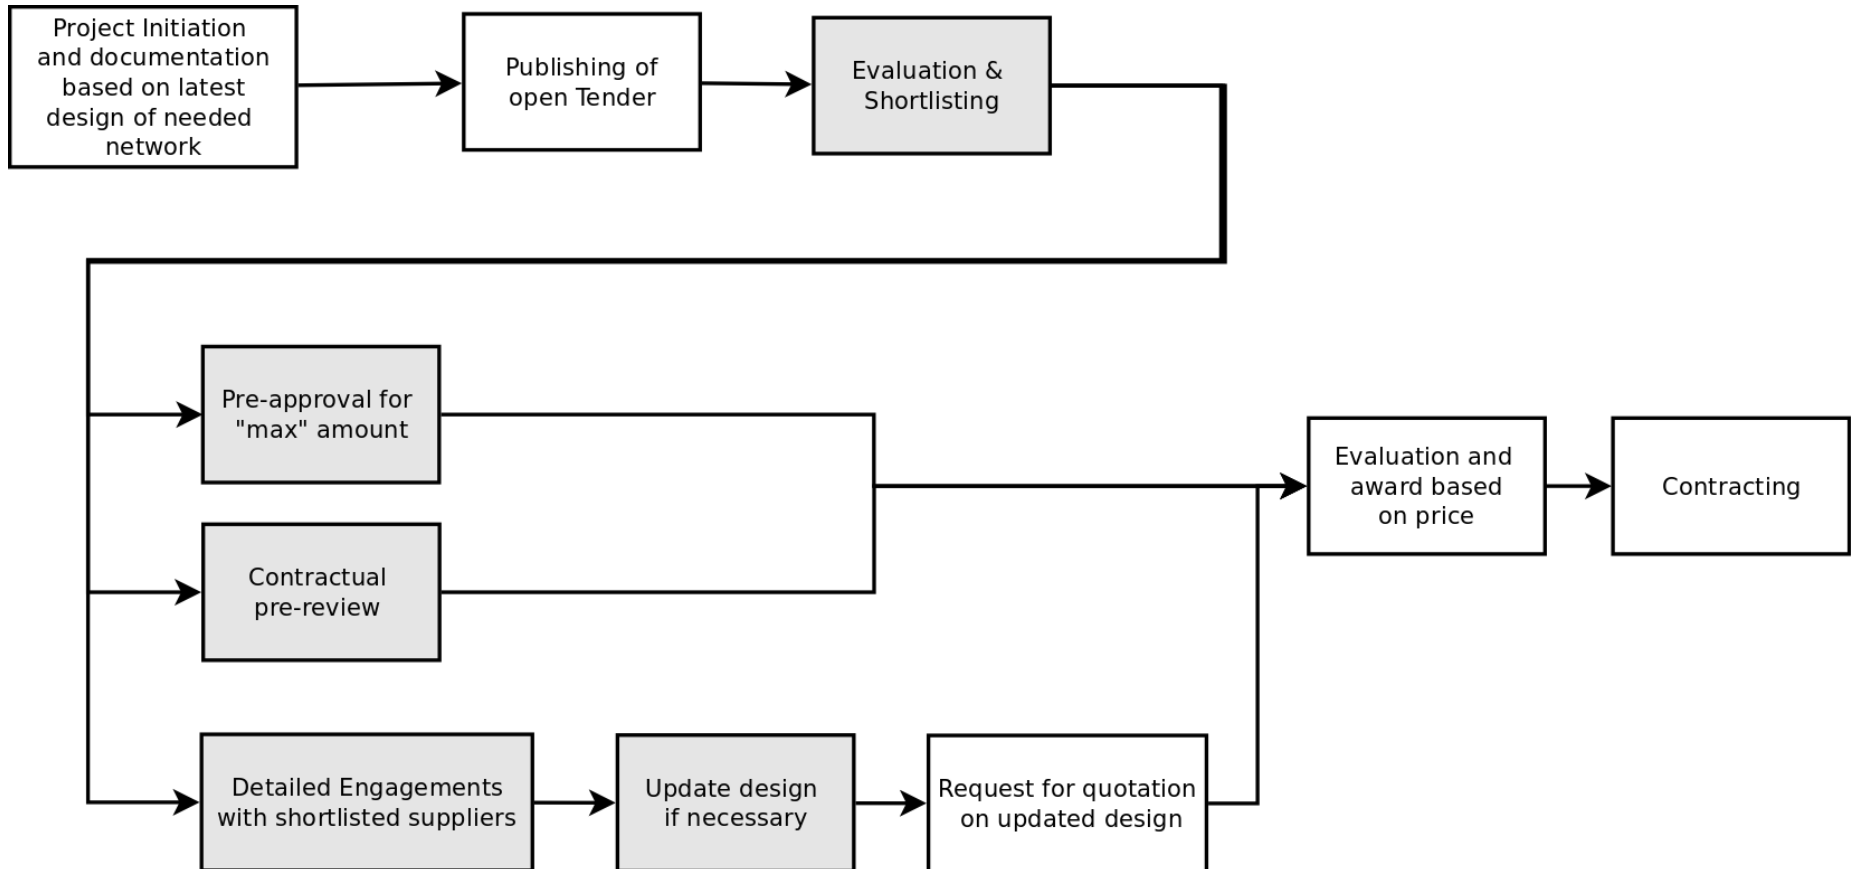 Project Initiation
and documentation
based on latest
design of needed
network
Publishing of
open Tender
Evaluation &
Shortlisting
Pre-approval for
"max" amount
Contractual
pre-review
Detailed Engagements
with shortlisted suppliers
Update design
if necessary
Request for quotation
on updated design
Evaluation and
award based
on price
Contracting